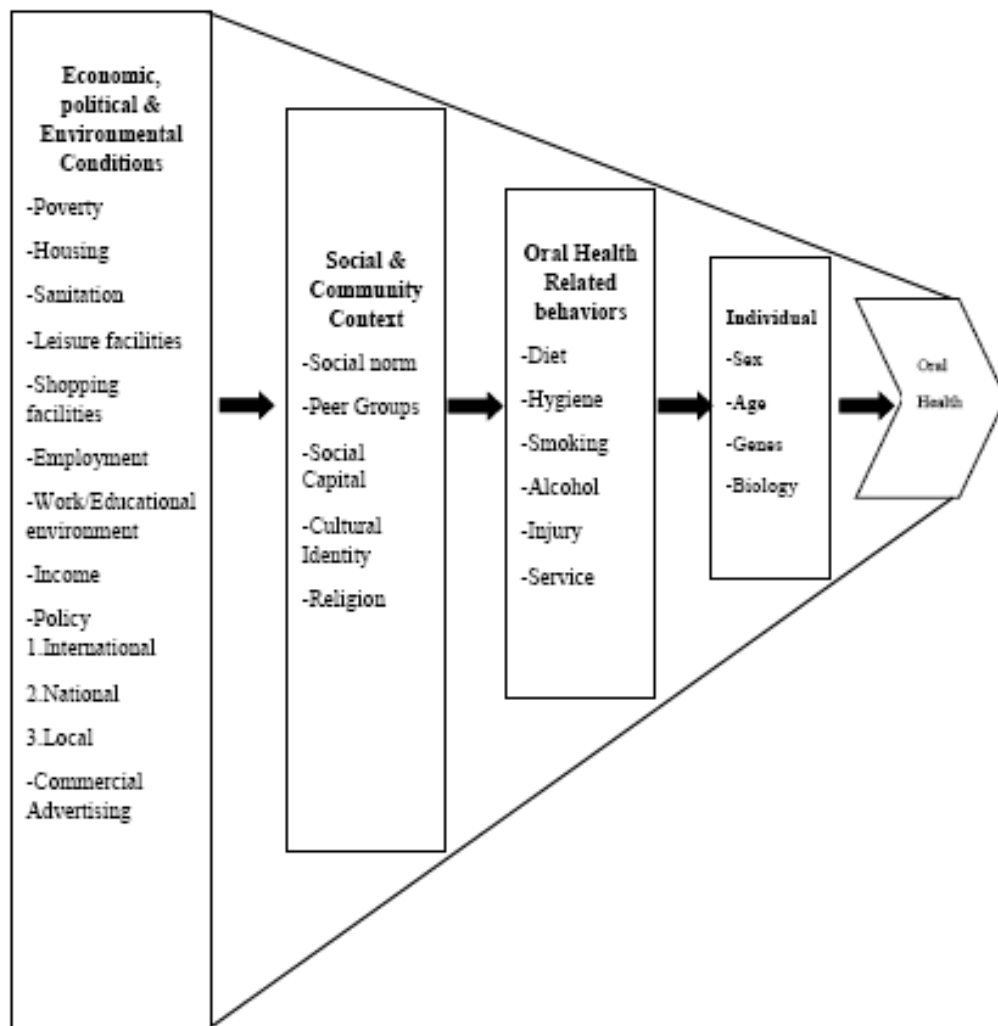 Economic,
political &
Environmental
Conditions
-Poverty
-Housing
-Sanitation
-Leisure facilities
-Shopping
facilities
-Employment
-Work/Educational
environment
-Income
-Policy
1.International
2.National
3.Local
-Commercial
Advertising
Social &
Community
Context
-Social norm
-Peer Groups
-Social
Capital
-Cultural
Identity
-Religion
Oral Health
Related
behaviors
-Diet
-Hygiene
-Smoking
-Alcohol
-Injury
-Service
Individual
-Sex
-Age
-Genes
-Biology
Oral
Health